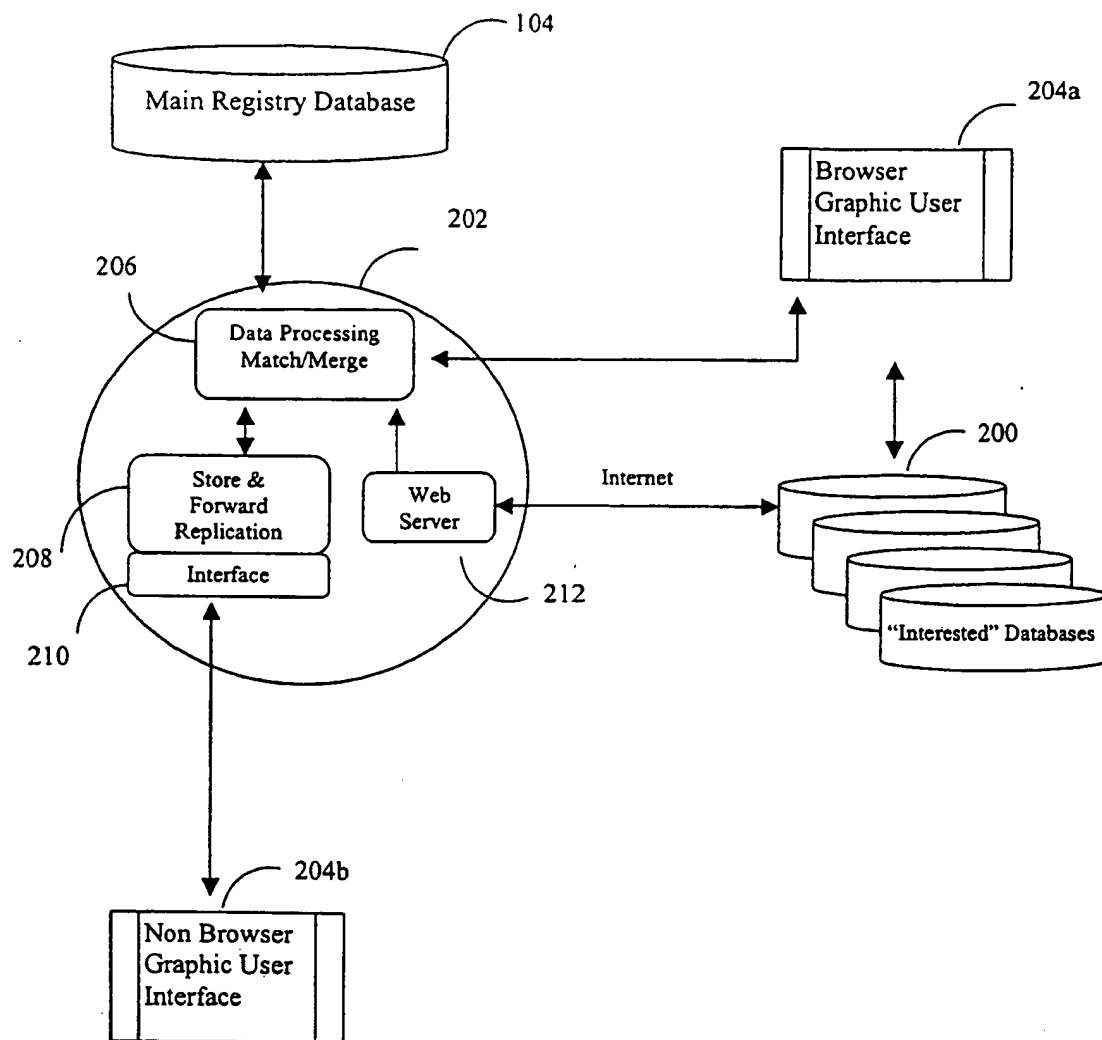 104
Main Registry Database
204a
Browser
Graphic User
Interface
202
206
Data Processing
Match/Merge
200
Store &
Forward
Replication
Web
Server
Internet
208
Interface
212
"Interested" Databases
210
204b
Non Browser
Graphic User
Interface